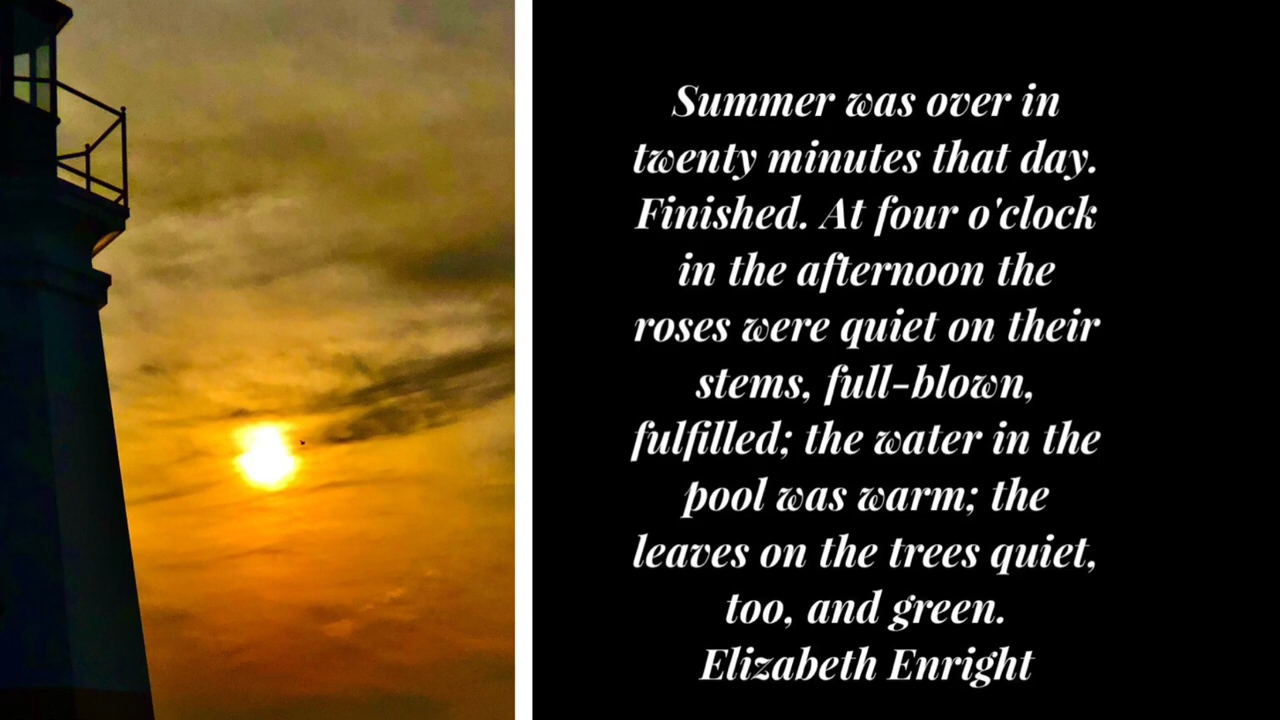 Summer was over in
twenty minutes that day.
Finished. At four o'clock
in the afternoon the
roses were quiet on their
stems, full-blown,
fulfilled; the water in the
pool was warm; the
leaves on the trees quiet,
too, and green.
Elizabeth Enright